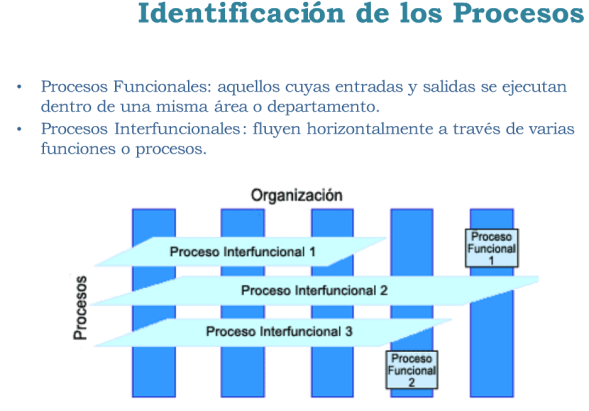 Identificación de los Procesos
• Procesos Funcionales: aquellos cuyas entradas y salidas se ejecutan
dentro de una misma área o departamento.
• Procesos Interfuncionales: fluyen horizontalmente a través de varias
funciones o procesos.
Organización
Procesos
Proceso
Funcional
1
Proceso Interfuncional 1
Proceso Interfuncional 2
Proceso Interfuncional 3
Proceso
Funcional
2